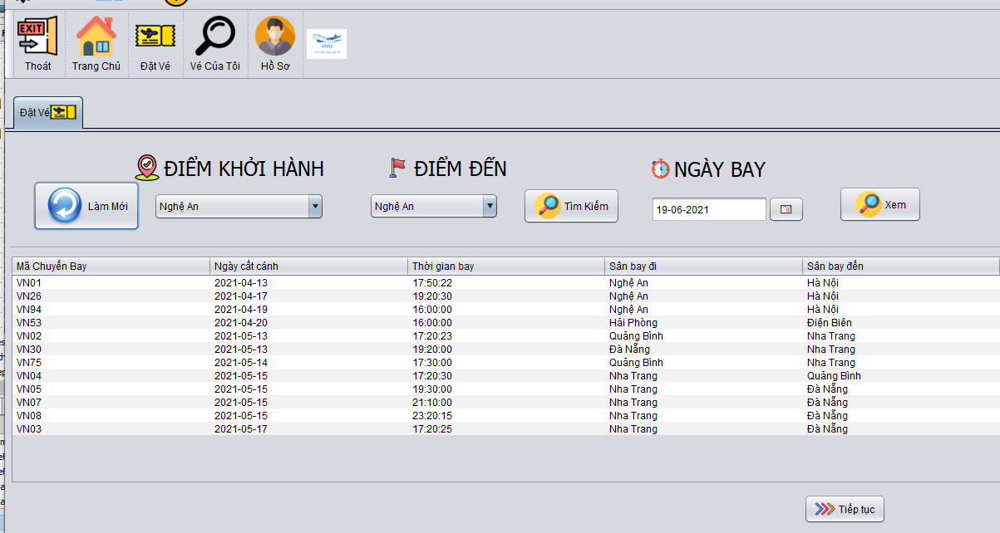 EXIT
Thoát
Trang Chủ
Đặt Vé
Vé Của Tôi
Hồ Sơ
VIVU
Đặt Vé
ĐIỂM KHỞI HÀNH
ĐIỂM ĐẾN
NGÀY BAY
Làm Mới
Nghệ An
Nghệ An
Tìm Kiếm
19-06-2021
Xem
Mã Chuyến Bay Ngày cất cánh Thời gian bay Sân bay đi Sân bay đến
VN01 2021-04-13 17:50:22 Nghệ An Hà Nội
VN26 2021-04-17 19:20:30 Nghệ An Hà Nội
VN94 2021-04-19 16:00:00 Nghệ An Hà Nội
VN53 2021-04-20 16:00:00 Hải Phòng Điện Biên
VN02 2021-05-13 17:20:23 Quảng Bình Nha Trang
VN30 2021-05-13 19:20:00 Đà Nẵng Nha Trang
VN75 2021-05-14 17:30:00 Quảng Bình Nha Trang
VN04 2021-05-15 17:20:30 Nha Trang Quảng Bình
VN05 2021-05-15 19:30:00 Nha Trang Đà Nẵng
VN07 2021-05-15 21:10:00 Nha Trang Đà Nẵng
VN08 2021-05-15 23:20:15 Nha Trang Đà Nẵng
VN03 2021-05-17 17:20:25 Nha Trang Đà Nẵng
Tiếp tục